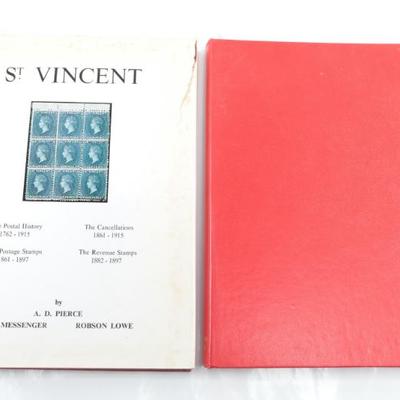 ST VINCENT
Postal History
1762 - 1915
The Cancellations
1861 - 1915
Postage Stamps
1861 - 1897
The Revenue Stamps
1882 - 1897
by
A. D. PIERCE
MESSENGER ROBSON LOWE